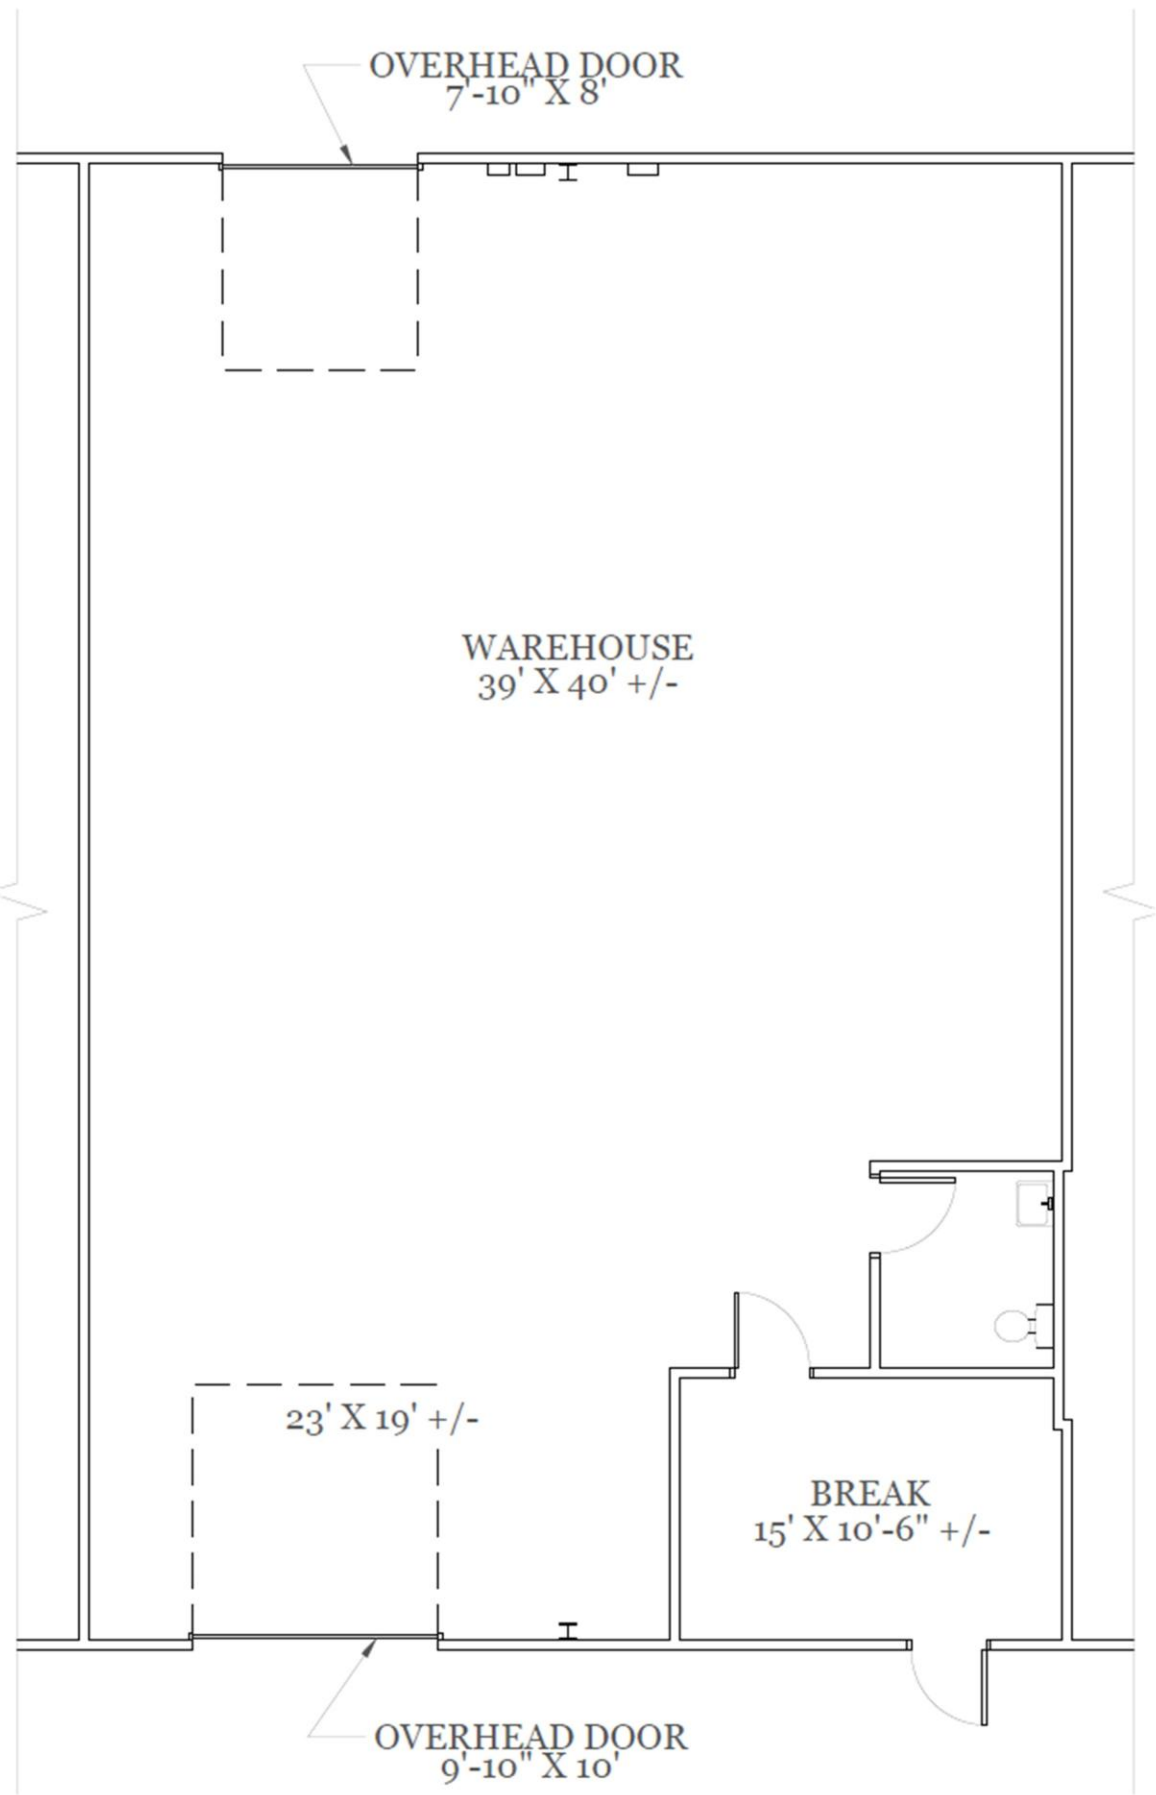 OVERHEAD DOOR
7'-10" X 8'
WAREHOUSE
39' X 40' +/-
23' X 19' +/-
BREAK
15' X 10'-6" +/-
OVERHEAD DOOR
9'-10" X 10'